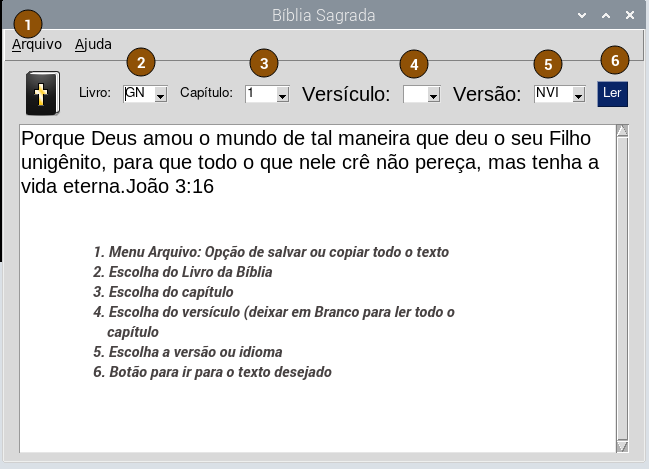 Bíblia Sagrada
1
Arquivo Ajuda
2 3 4 5 6
Livro: GN Capítulo: 1 Versículo: Versão: NVI Ler
Porque Deus amou o mundo de tal maneira que deu o seu Filho
unigênito, para que todo o que nele crê não pereça, mas tenha a
vida eterna.João 3:16
1. Menu Arquivo: Opção de salvar ou copiar todo o texto
2. Escolha do Livro da Bíblia
3. Escolha do capítulo
4. Escolha do versículo (deixar em Branco para ler todo o
capítulo
5. Escolha a versão ou idioma
6. Botão para ir para o texto desejado